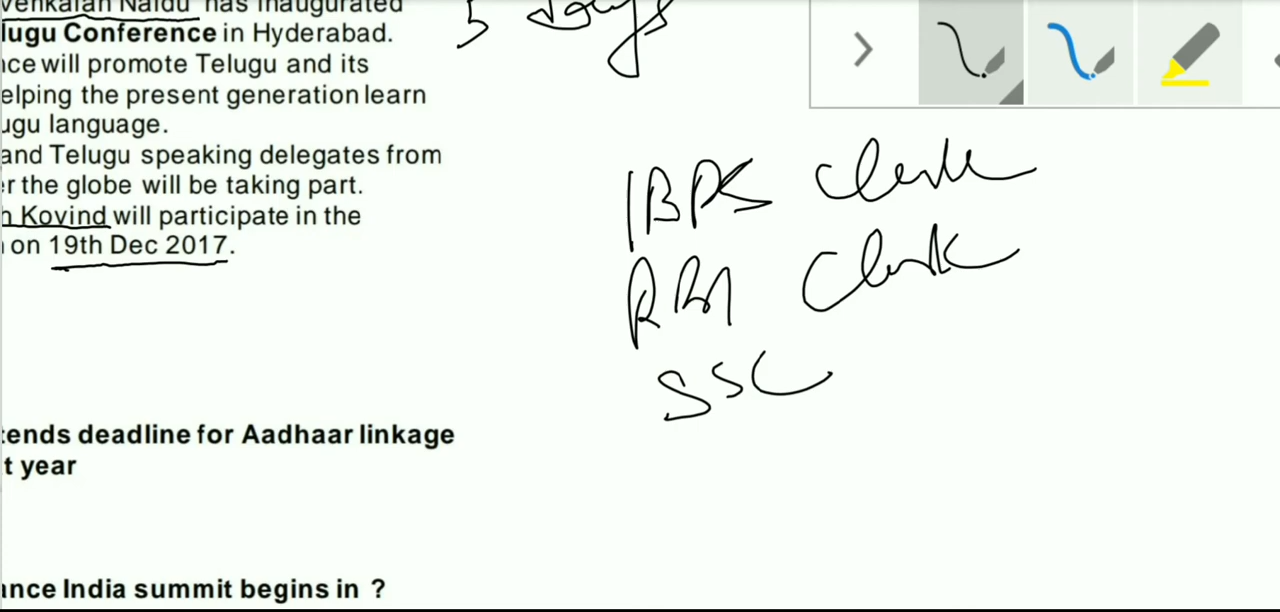 Venkaiah Naidu has inaugurated
lugu Conference in Hyderabad.
nce will promote Telugu and its
elping the present generation learn
ugu language.
and Telugu speaking delegates from
er the globe will be taking part.
h Kovind will participate in the
on 19th Dec 2017.
5 days
IBPS Clerk
RBI Clerk
SSC
tends deadline for Aadhaar linkage
t year
ance India summit begins in ?